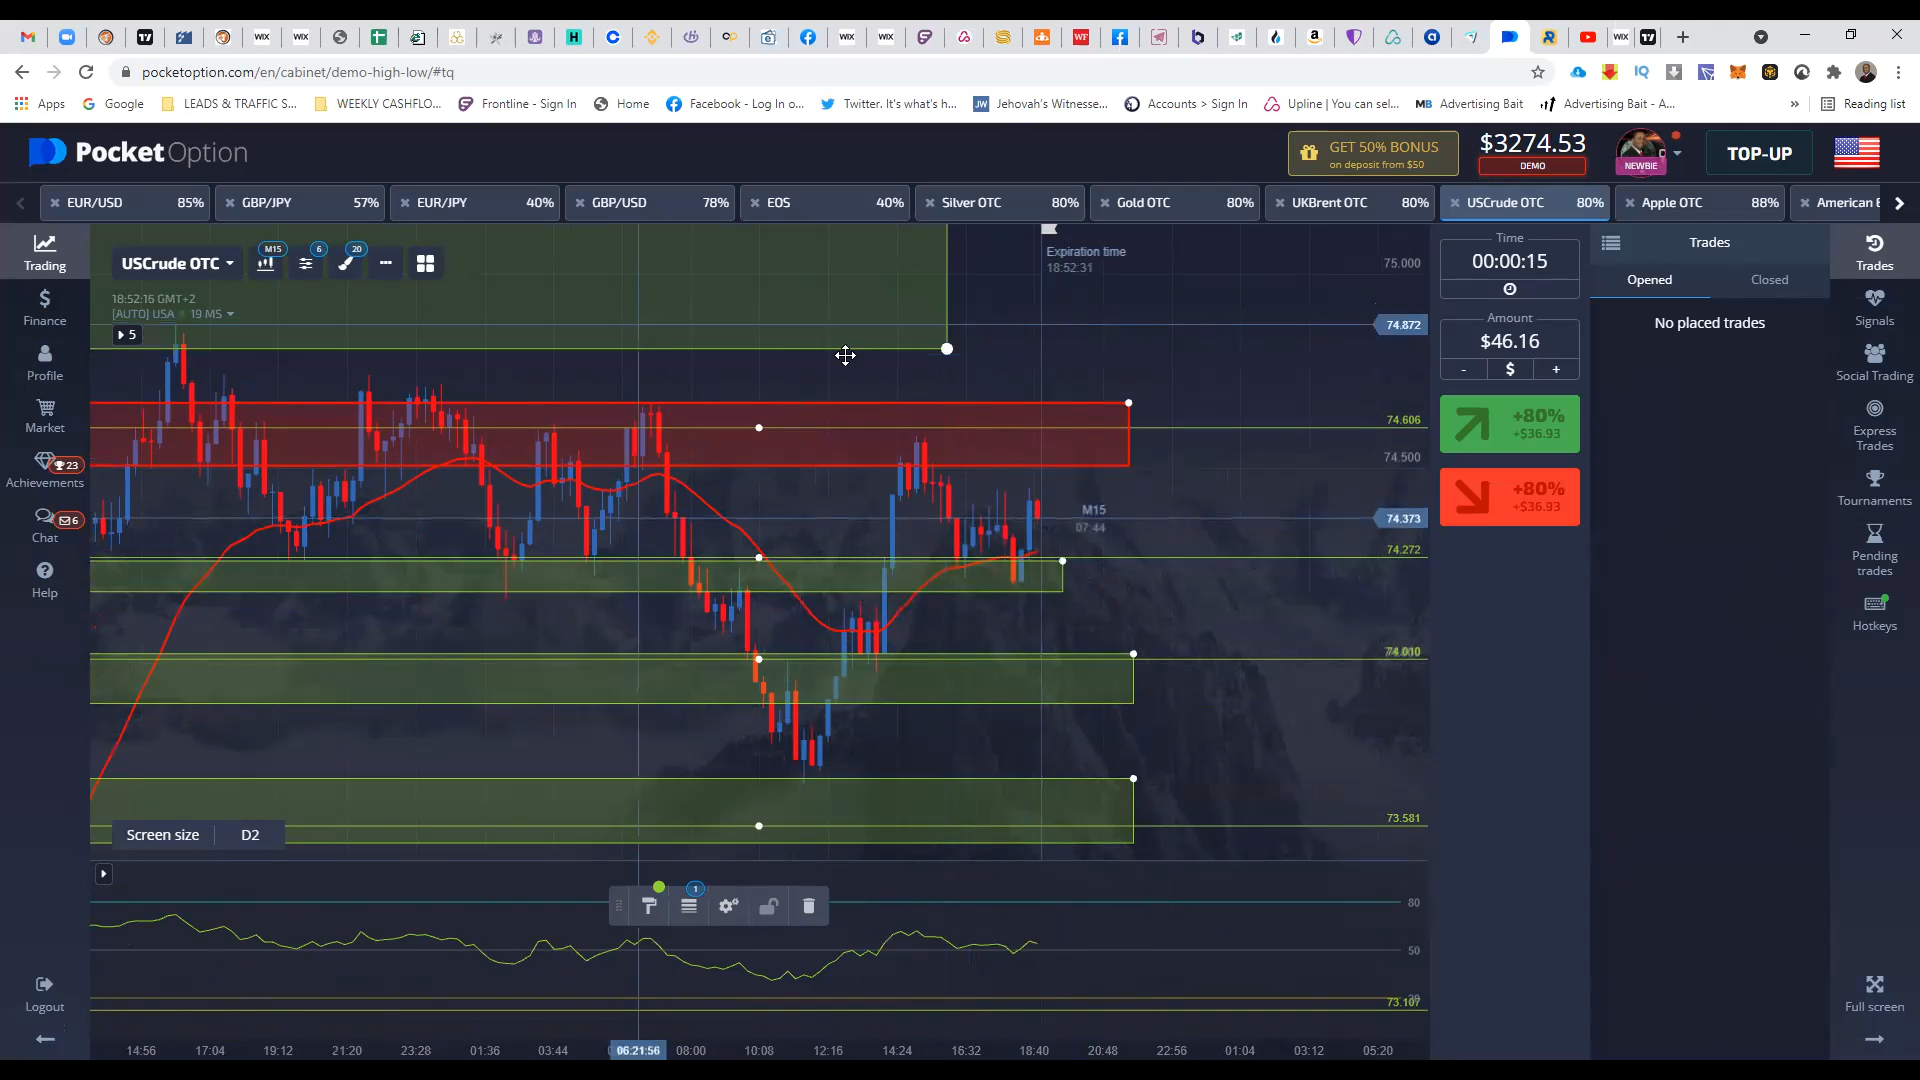 pocketoption.com/en/cabinet/demo-high-low/#tq
Apps
Google
LEADS & TRAFFIC S...
WEEKLY CASHFLO...
Frontline - Sign In
Home
Facebook - Log In o...
Twitter. It's what's h...
Jehovah's Witnesse...
Accounts > Sign In
Upline | You can sel...
Advertising Bait
Advertising Bait - A...
»
Reading list
PocketOption
GET 50% BONUS
on deposit from $50
$3274.53
DEMO
NEWBIE
TOP-UP
EUR/USD 85%
GBP/JPY 57%
EUR/JPY 40%
GBP/USD 78%
EOS 40%
Silver OTC 80%
Gold OTC 80%
UKBrent OTC 80%
USCrude OTC 80%
Apple OTC 88%
American E
Trading
Finance
Profile
Market
23
Achievements
6
Chat
Help
Logout
USCrude OTC
M15
6
20
18:52:16 GMT+2
[AUTO] USA 19 MS
5
Expiration time
18:52:31
75.000
74.872
74.606
74.500
74.373
M15
07:44
74.272
74.010
73.581
Screen size D2
1
80
50
73.107
14:56
17:04
19:12
21:20
23:28
01:36
03:44
06:21:56
08:00
10:08
12:16
14:24
16:32
18:40
20:48
22:56
01:04
03:12
05:20
Time
00:00:15
Amount
$46.16
- $ +
+80%
+$36.93
+80%
+$36.93
Trades
Opened
Closed
No placed trades
Trades
Signals
Social Trading
Express
Trades
Tournaments
Pending
trades
Hotkeys
Full screen